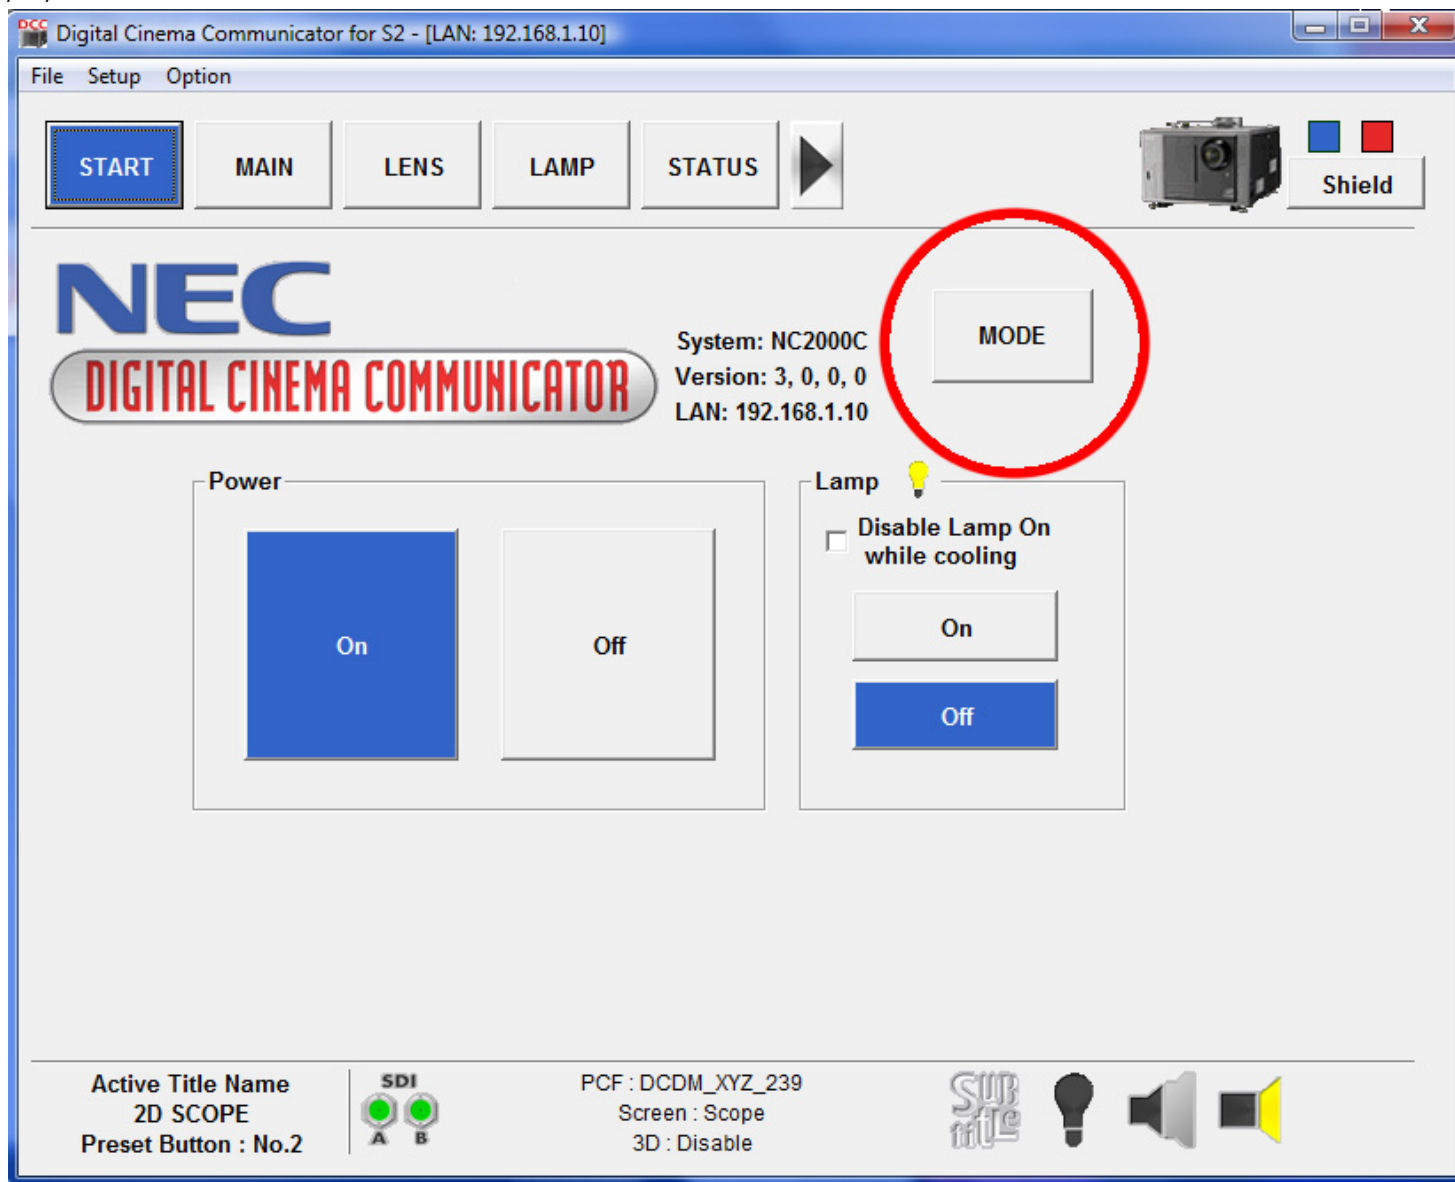 DCC
Digital Cinema Communicator for S2 - [LAN: 192.168.1.10]
X
File Setup Option
START MAIN LENS LAMP STATUS
Shield
NEC
DIGITAL CINEMA COMMUNICATOR
System: NC2000C
Version: 3, 0, 0, 0
LAN: 192.168.1.10
MODE
Power
On Off
Lamp
Disable Lamp On
while cooling
On
Off
Active Title Name
2D SCOPE
Preset Button : No.2
SDI
A B
PCF : DCDM_XYZ_239
Screen : Scope
3D : Disable
SUB
TITLE